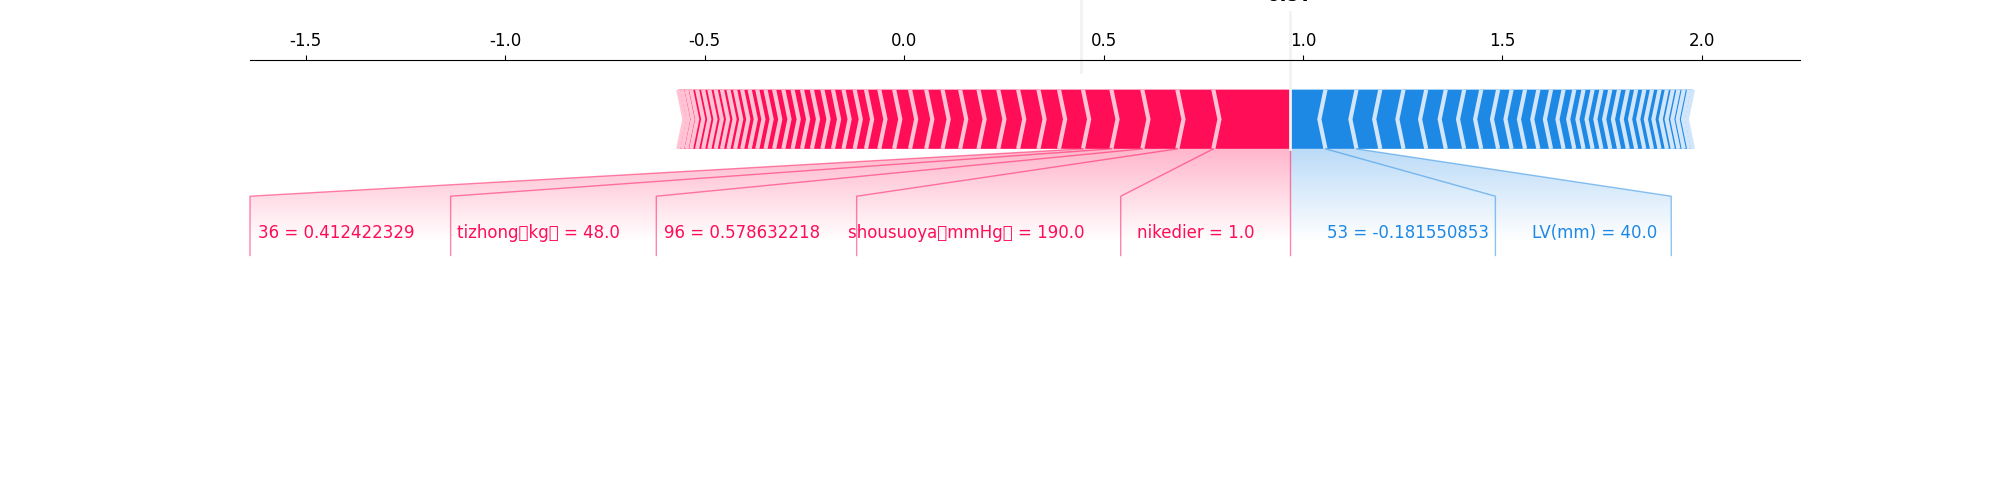 -1.5 -1.0 -0.5 0.0 0.5 1.0 1.5 2.0
36 = 0.412422329 tizhong▯kg▯ = 48.0 96 = 0.578632218 shousuoya▯mmHg▯ = 190.0 nikedier = 1.0 53 = -0.181550853 LV(mm) = 40.0